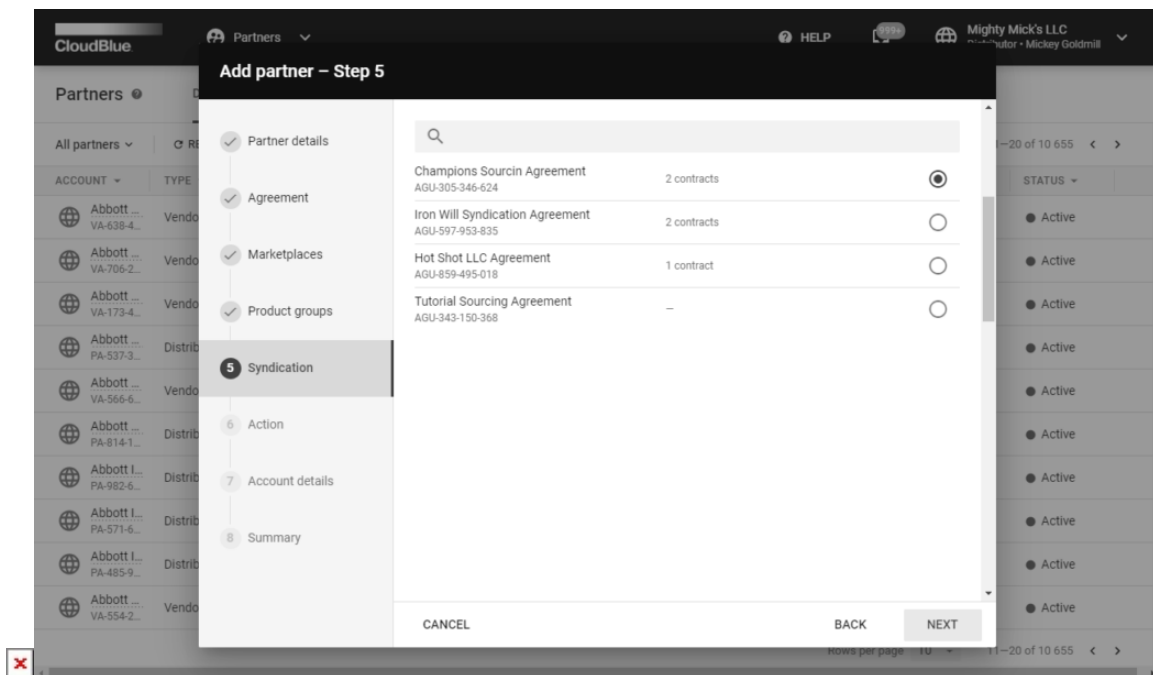 CloudBlue
Partners
HELP
999+
Mighty Mick's LLC
Distributor • Mickey Goldmill
Add partner – Step 5
Partners
All partners
1–20 of 10 655
ACCOUNT
TYPE
STATUS
Abbott ...
VA-638-4...
Vendo
Active
Abbott ...
VA-706-2...
Vendo
Active
Abbott ...
VA-173-4...
Vendo
Active
Abbott ...
PA-537-3...
Distrib
Active
Abbott ...
VA-566-6...
Vendo
Active
Abbott ...
PA-814-1...
Distrib
Active
Abbott I...
PA-982-6...
Distrib
Active
Abbott I...
PA-571-6...
Distrib
Active
Abbott I...
PA-485-9...
Distrib
Active
Abbott ...
VA-554-2...
Vendo
Active
Partner details
Agreement
Marketplaces
Product groups
5 Syndication
6 Action
7 Account details
8 Summary
Champions Sourcin Agreement
AGU-305-346-624
2 contracts
Iron Will Syndication Agreement
AGU-597-953-835
2 contracts
Hot Shot LLC Agreement
AGU-859-495-018
1 contract
Tutorial Sourcing Agreement
AGU-343-150-368
–
CANCEL
BACK
NEXT
Rows per page 10
11–20 of 10 655